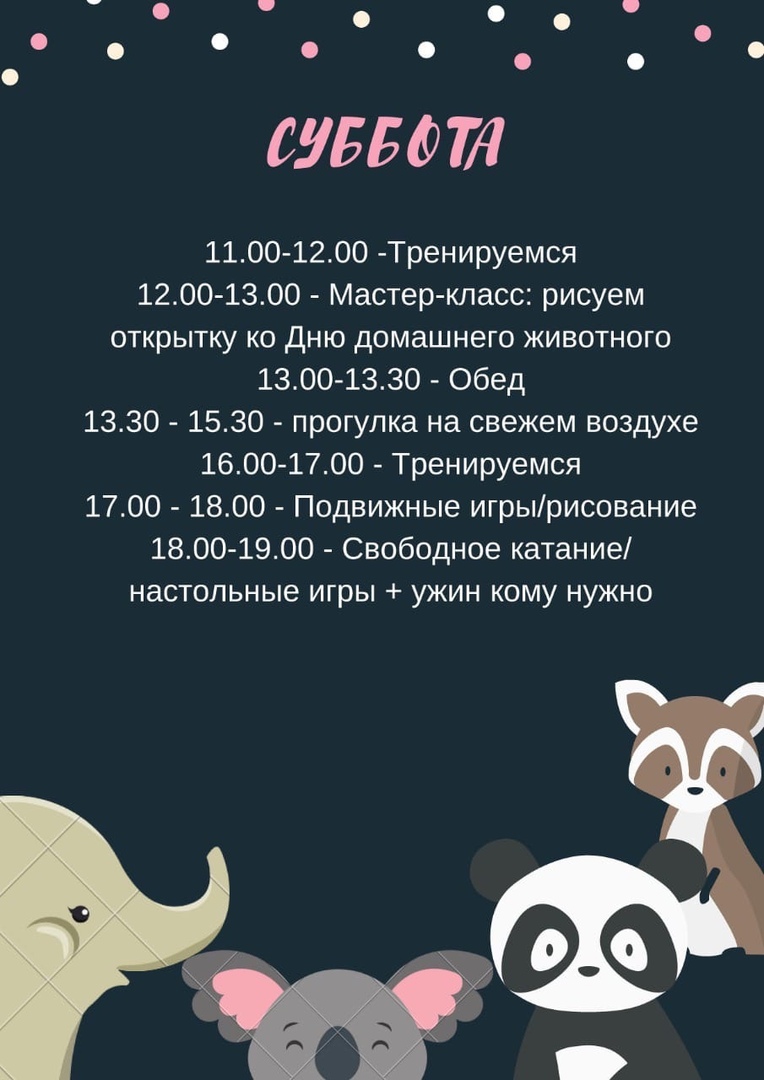 СУББОТА
11.00-12.00 -Тренируемся
12.00-13.00 - Мастер-класс: рисуем
открытку ко Дню домашнего животного
13.00-13.30 - Обед
13.30 - 15.30 - прогулка на свежем воздухе
16.00-17.00 - Тренируемся
17.00 - 18.00 - Подвижные игры/рисование
18.00-19.00 - Свободное катание/
настольные игры + ужин кому нужно